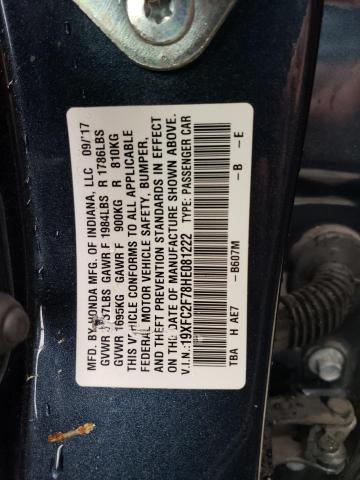 MFD. BY HONDA MFG. OF INDIANA, LLC 09/'17
GVWR 3737LBS GAWR F 1984LBS R 1786LBS
GVWR 1695KG GAWR F 900KG R 810KG
THIS VEHICLE CONFORMS TO ALL APPLICABLE
FEDERAL MOTOR VEHICLE SAFETY, BUMPER,
AND THEFT PREVENTION STANDARDS IN EFFECT
ON THE DATE OF MANUFACTURE SHOWN ABOVE.
V.I.N.:19XFC2F78HE081222 TYPE: PASSENGER CAR
TBA H AE7 –B607M –B –E